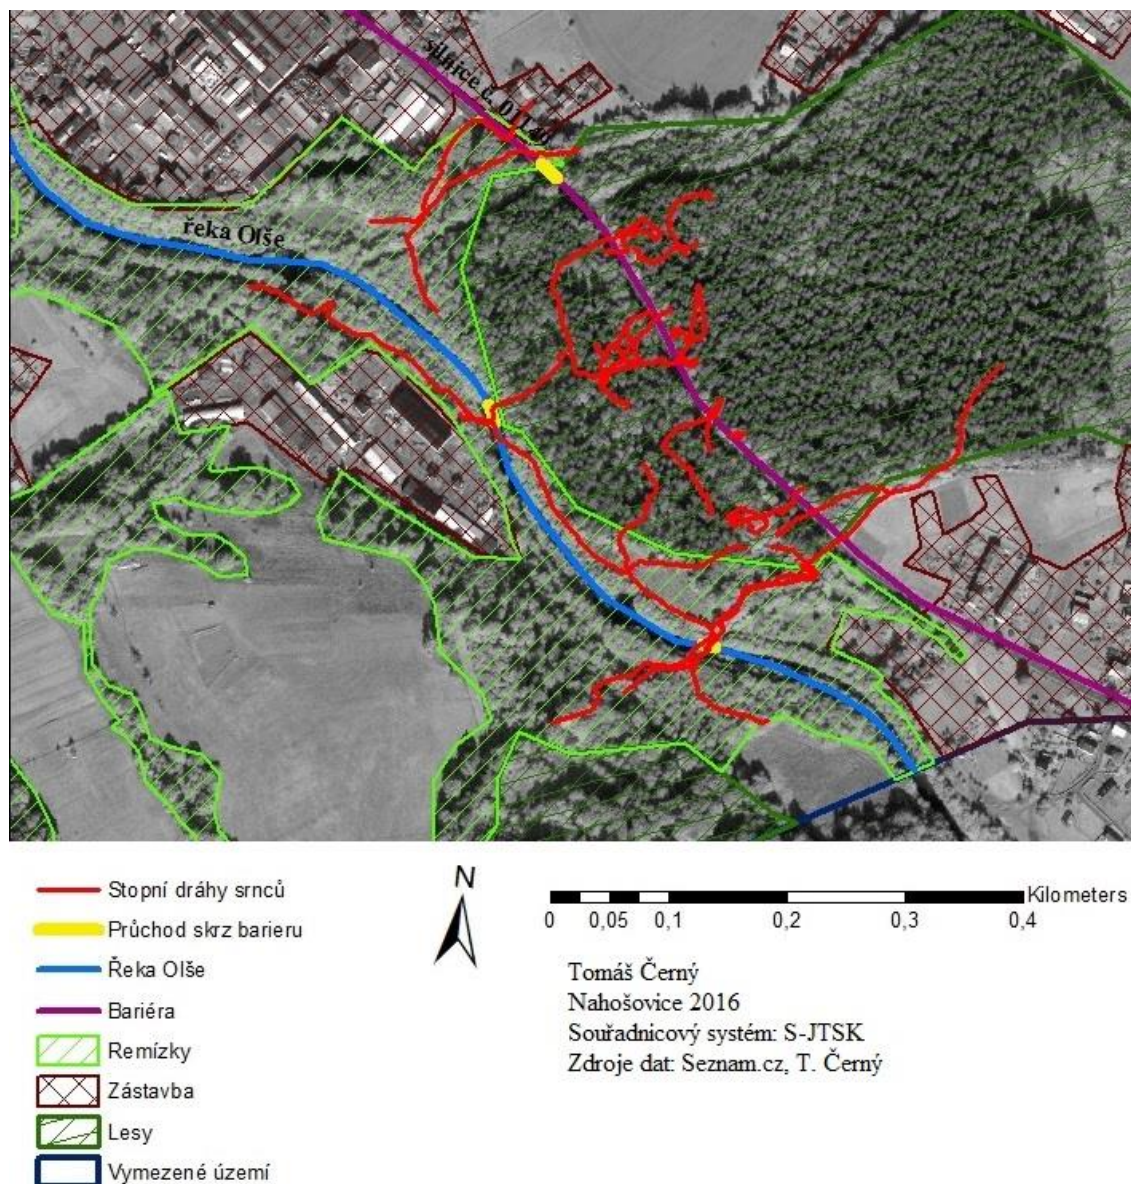 silnice č.
řeka Olše
Stopní dráhy srnců
Průchod skrz barieru
Řeka Olše
Bariéra
Remízky
Zástavba
Lesy
Vymezené území
N
Kilometers
0 0,05 0,1 0,2 0,3 0,4
Tomáš Černý
Nahošovice 2016
Souřadnicový systém: S-JTSK
Zdroje dat: Seznam.cz, T. Černý